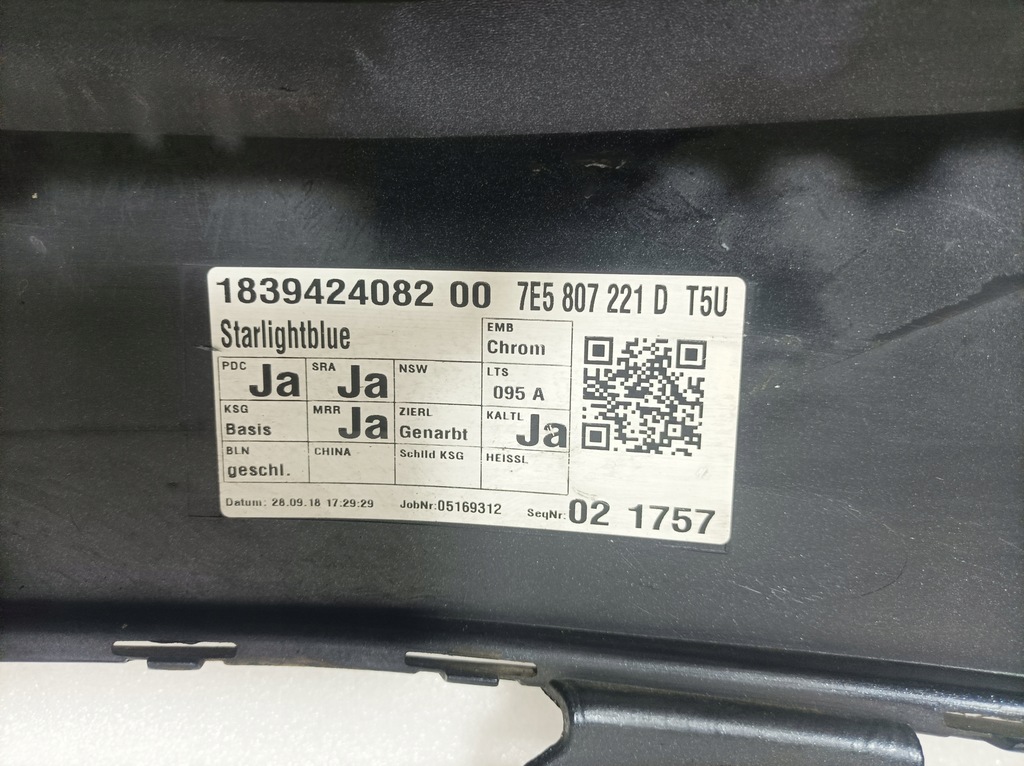 1839424082 00 7E5 807 221 D T5U
Starlightblue
EMB
Chrom
PDC Ja SRA Ja NSW LTS
095 A
KSG
Basis MRR Ja ZIERL
Genarbt KALTL Ja
BLN
geschl. CHINA Schild KSG HEISSL
Datum: 28.09.18 17:29:29 JobNr:05169312 SeqNr:02 1757